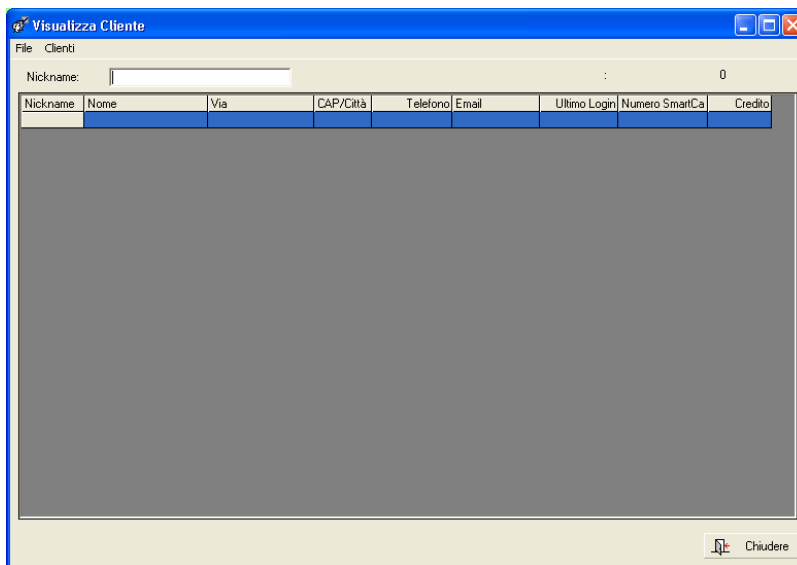 Visualizza Cliente
File Clienti
Nickname: : 0
Nickname Nome Via CAP/Città Telefono Email Ultimo Login Numero SmartCa Credito
Chiudere